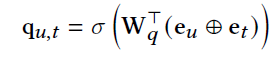 q_{u,t} = σ(W_q^⊤(e_u ⊕ e_t))